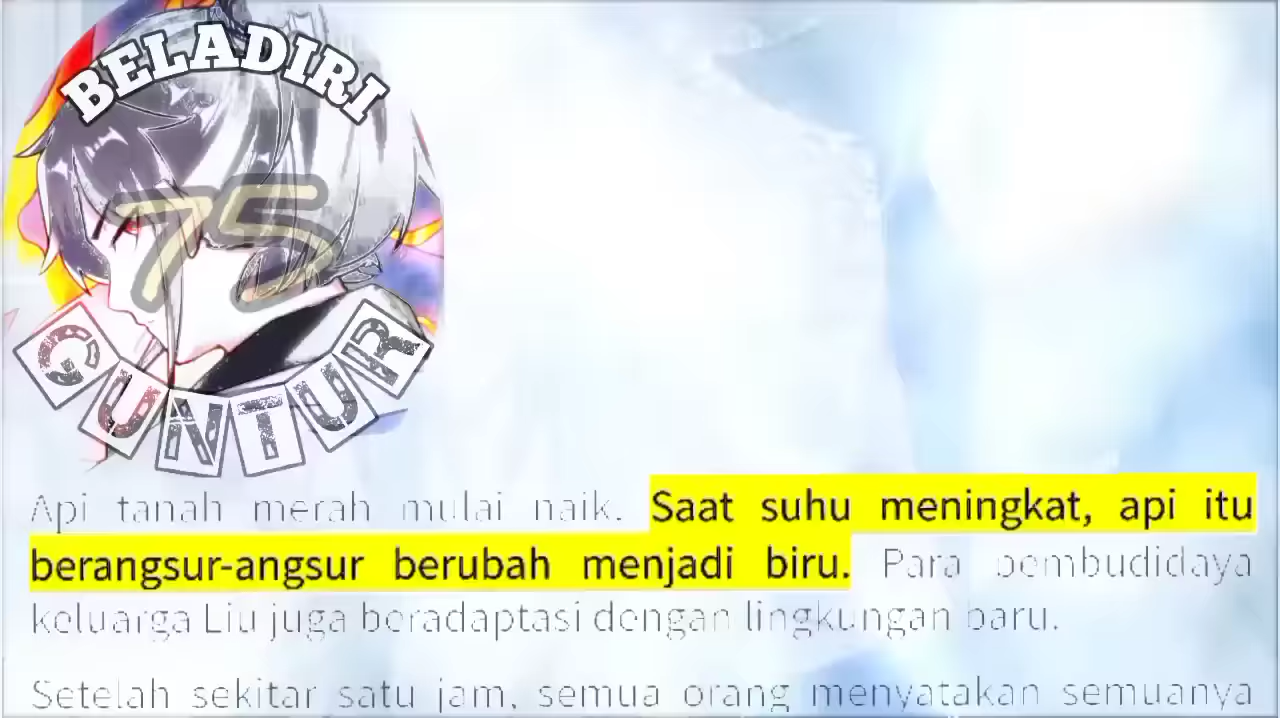 BELADIRI
75
GUNTUR
Api tanah merah mulai naik. Saat suhu meningkat, api itu
berangsur-angsur berubah menjadi biru. Para pembudidaya
keluarga Liu juga beradaptasi dengan lingkungan baru.
Setelah sekitar satu jam, semua orang menyatakan semuanya